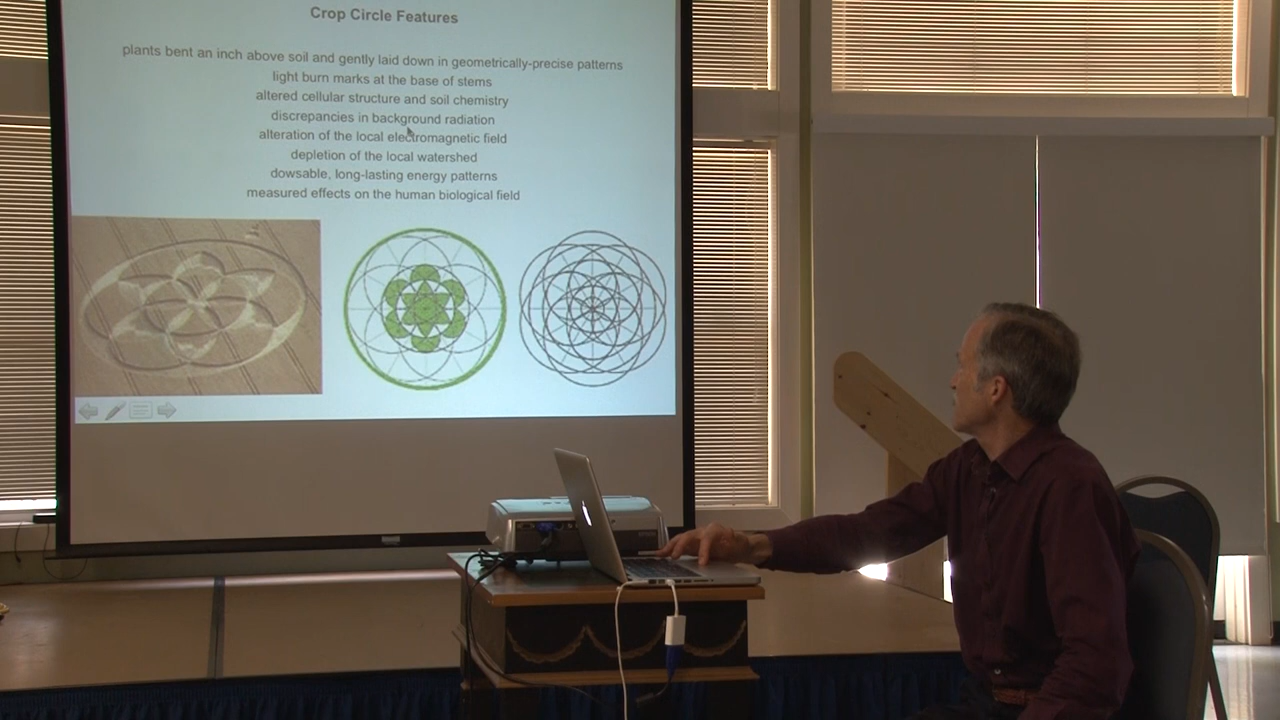 Crop Circle Features
plants bent an inch above soil and gently laid down in geometrically-precise patterns
light burn marks at the base of stems
altered cellular structure and soil chemistry
discrepancies in background radiation
alteration of the local electromagnetic field
depletion of the local watershed
dowsable, long-lasting energy patterns
measured effects on the human biological field